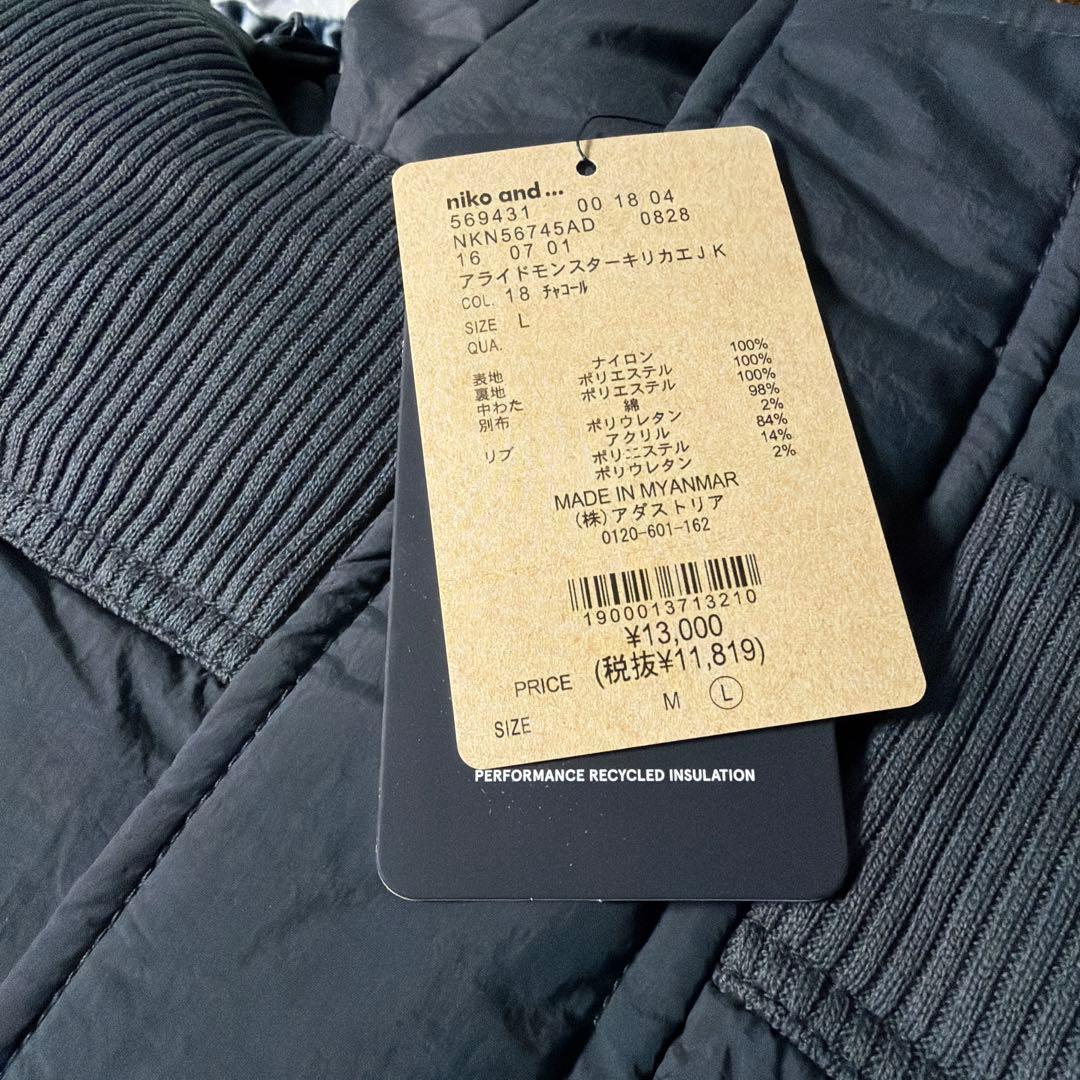 niko and ...
569431 00 18 04
NKN56745AD 0828
16 07 01
アライドモンスターキリカエJK
COL. 18 チャコール
SIZE L
QUA.
表地 ナイロン 100%
裏地 ポリエステル 100%
中わた ポリエステル 100%
別布 綿 98%
ポリウレタン 2%
リブ アクリル 84%
ポリエステル 14%
ポリウレタン 2%
MADE IN MYANMAR
(株)アダストリア
0120-601-162
1900013713210
¥13,000
PRICE (税抜¥11,819)
SIZE M L
PERFORMANCE RECYCLED INSULATION